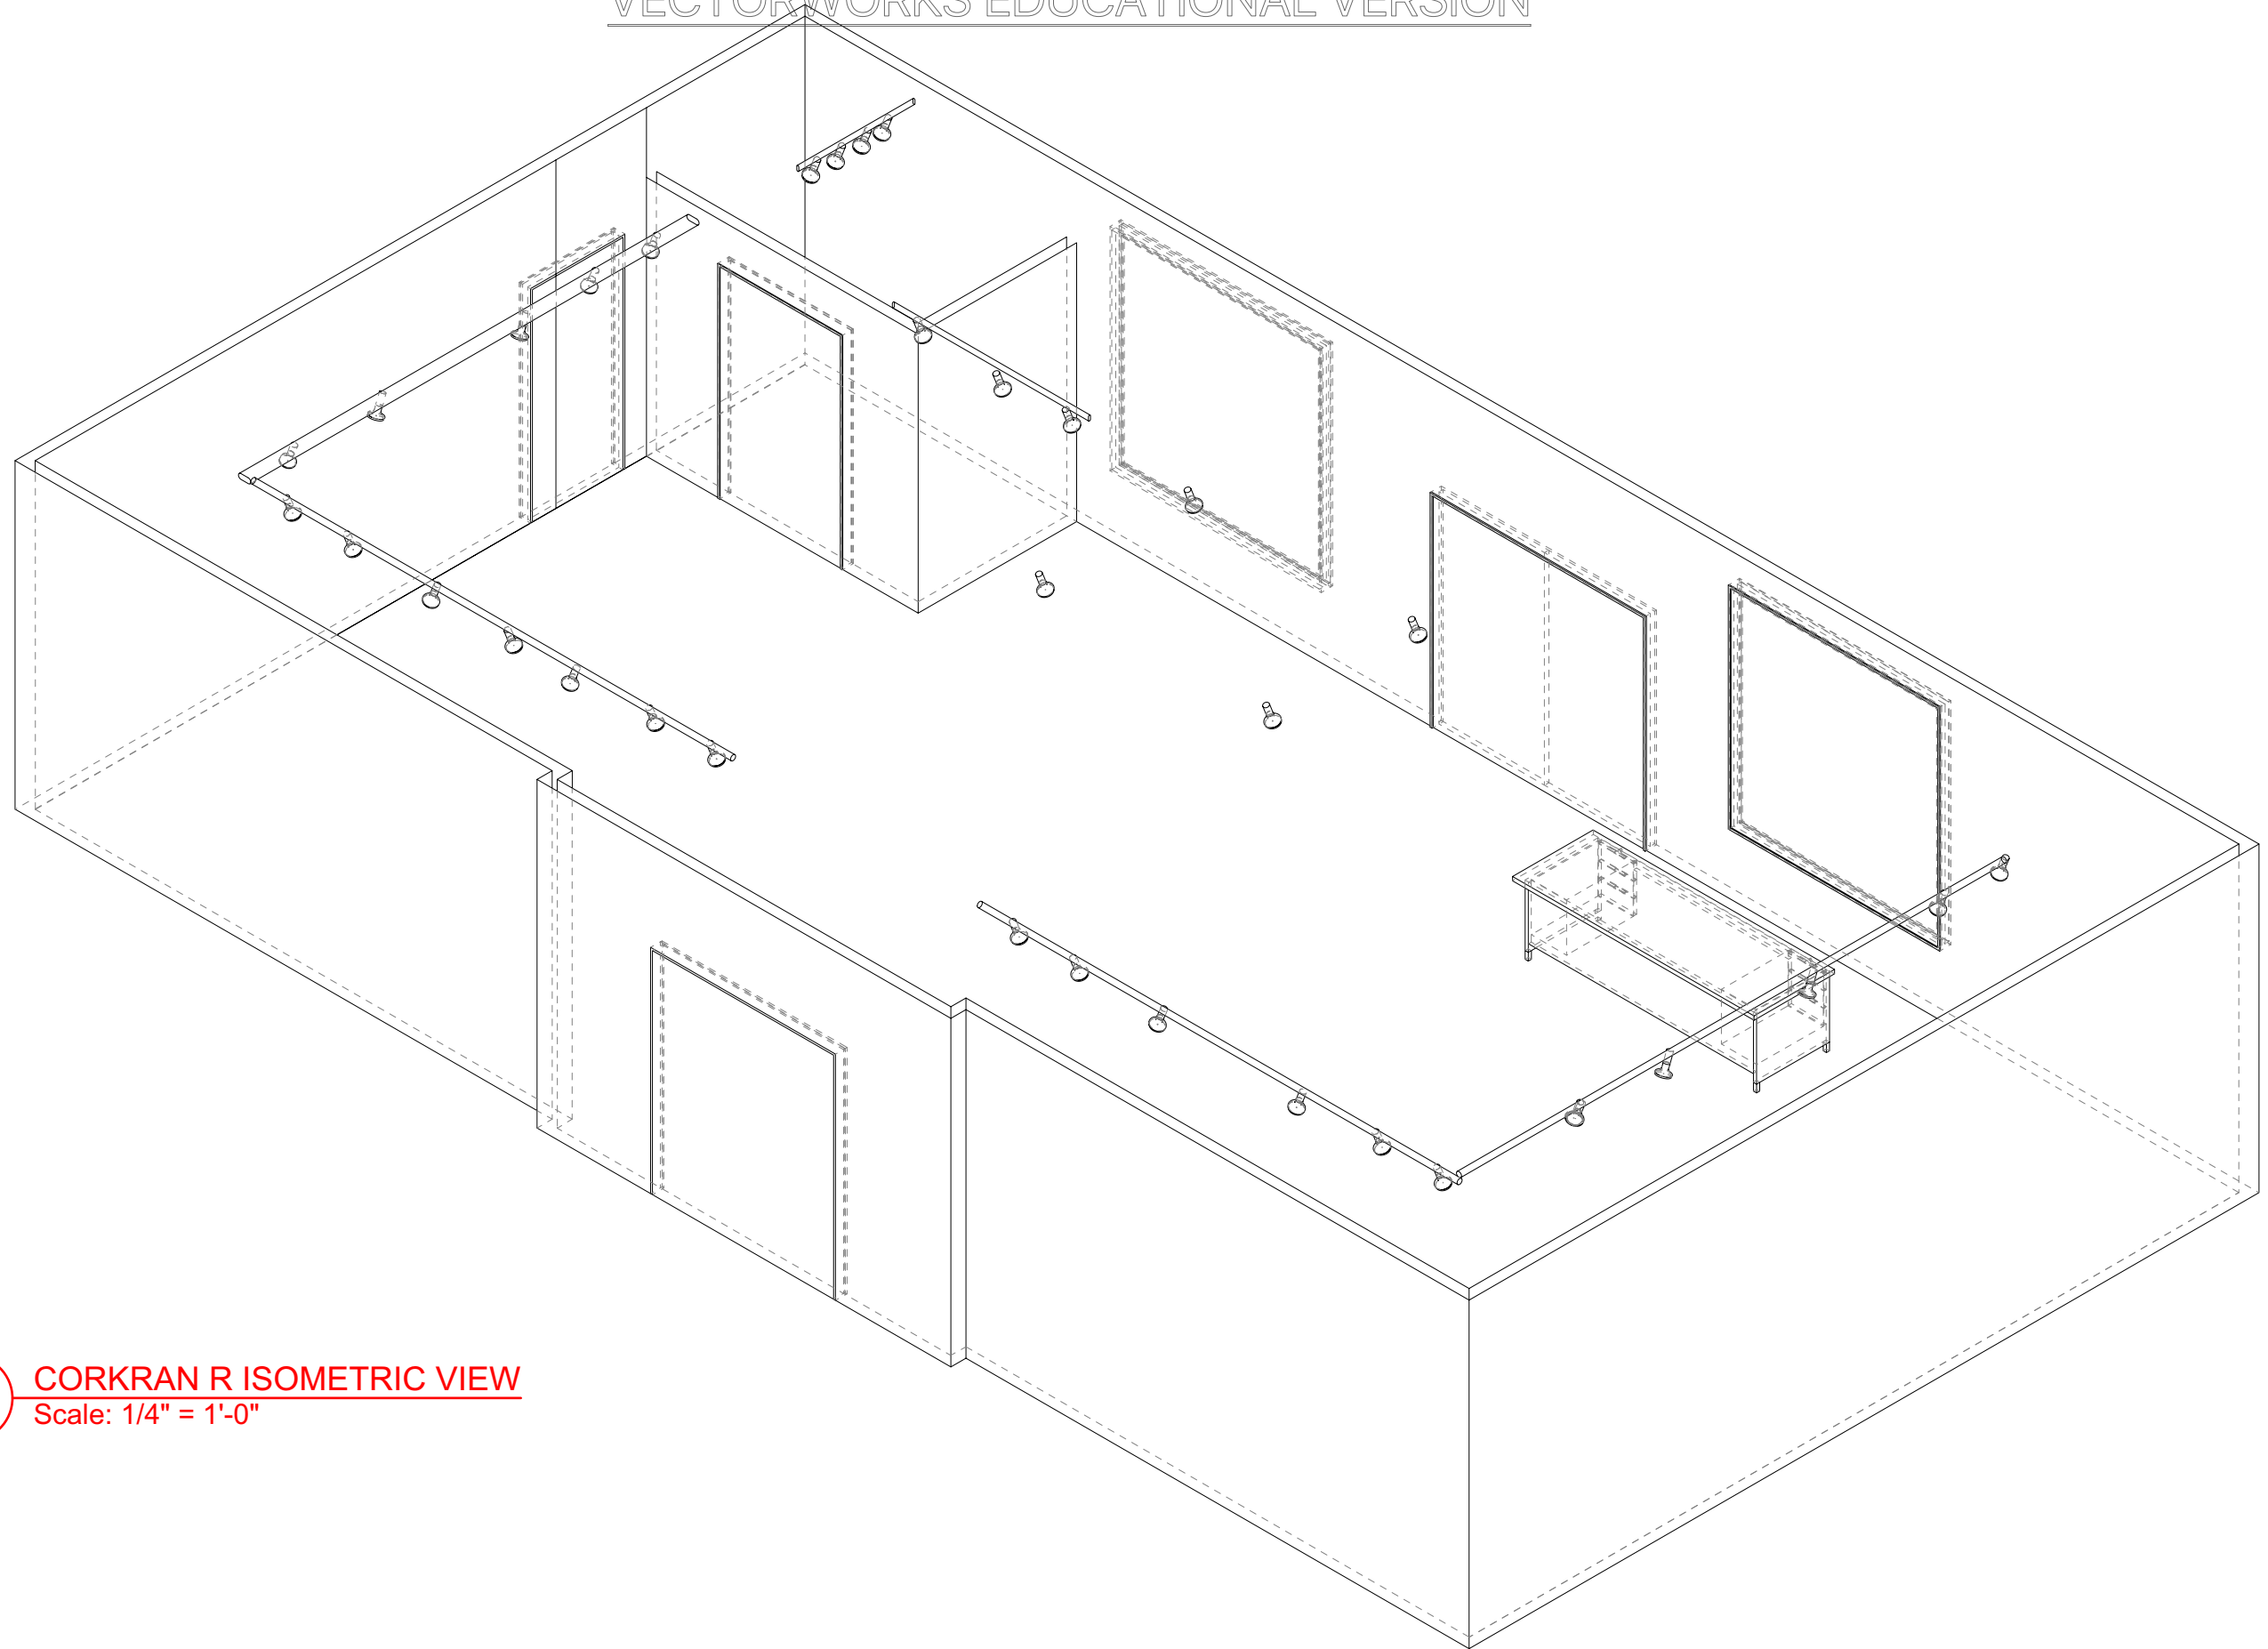 VECTORWORKS EDUCATIONAL VERSION
CORKRAN R ISOMETRIC VIEW
Scale: 1/4" = 1'-0"